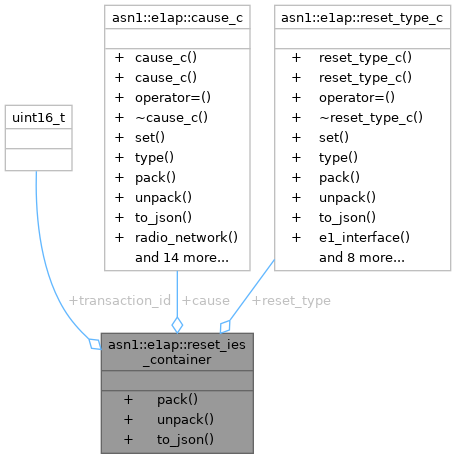 asn1::e1ap::cause_c
+ cause_c()
+ cause_c()
+ operator=()
+ ~cause_c()
+ set()
+ type()
+ pack()
+ unpack()
+ to_json()
+ radio_network()
and 14 more...
asn1::e1ap::reset_type_c
+ reset_type_c()
+ reset_type_c()
+ operator=()
+ ~reset_type_c()
+ set()
+ type()
+ pack()
+ unpack()
+ to_json()
+ e1_interface()
and 8 more...
uint16_t
+transaction_id
+cause
+reset_type
asn1::e1ap::reset_ies
_container
+ pack()
+ unpack()
+ to_json()